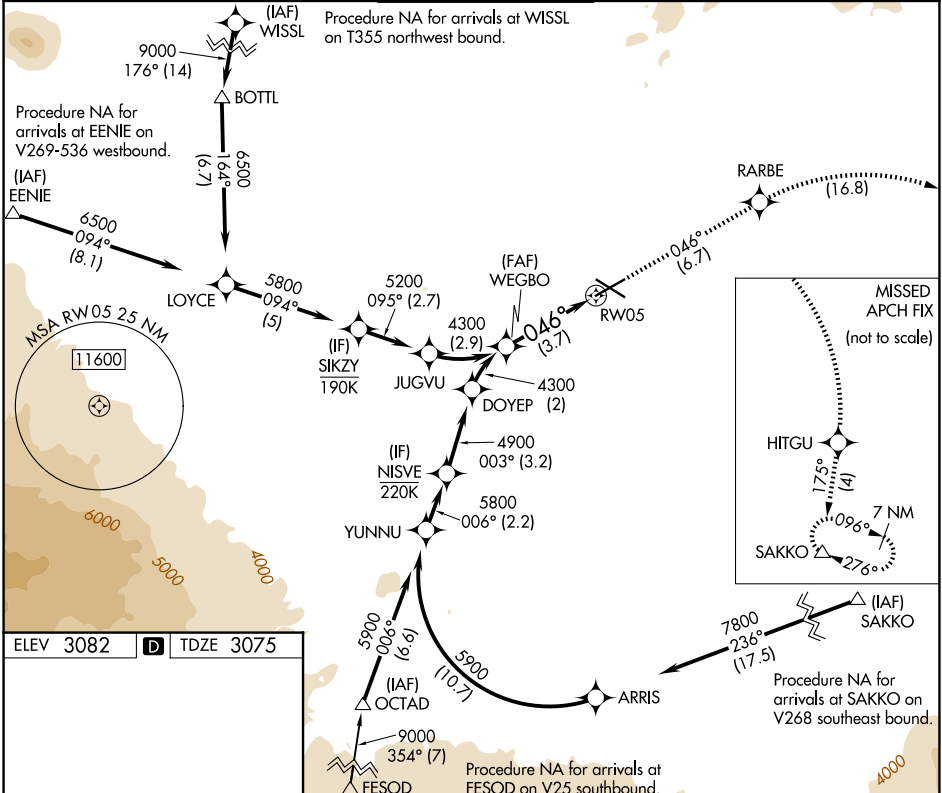 (IAF)
WISSL
Procedure NA for arrivals at WISSL
on T355 northwest bound.
9000
176° (14)
BOTTL
Procedure NA for
arrivals at EENIE on
V269-536 westbound.
(IAF)
EENIE
6500
164°
(6.7)
6500
094°
(8.1)
LOYCE
5800
094°
(5)
(IF)
SIKZY
190K
5200
095° (2.7)
JUGVU
4300
(2.9)
(FAF)
WEGBO
046°
(3.7)
RW05
046°
(6.7)
RARBE
(16.8)
DOYEP
4300
(2)
4900
003° (3.2)
(IF)
NISVE
220K
5800
006° (2.2)
YUNNU
MSA RW05 25 NM
11600
6000
5000
4000
MISSED
APCH FIX
(not to scale)
HITGU
175°
(4)
7 NM
096°
276°
SAKKO
(IAF)
SAKKO
7800
236°
(17.5)
Procedure NA for
arrivals at SAKKO on
V268 southeast bound.
ARRIS
5900
(10.7)
5900
006°
(6.6)
(IAF)
OCTAD
9000
354° (7)
FESOD
Procedure NA for arrivals at
FESOD on V25 southbound.
4000
ELEV 3082 D TDZE 3075